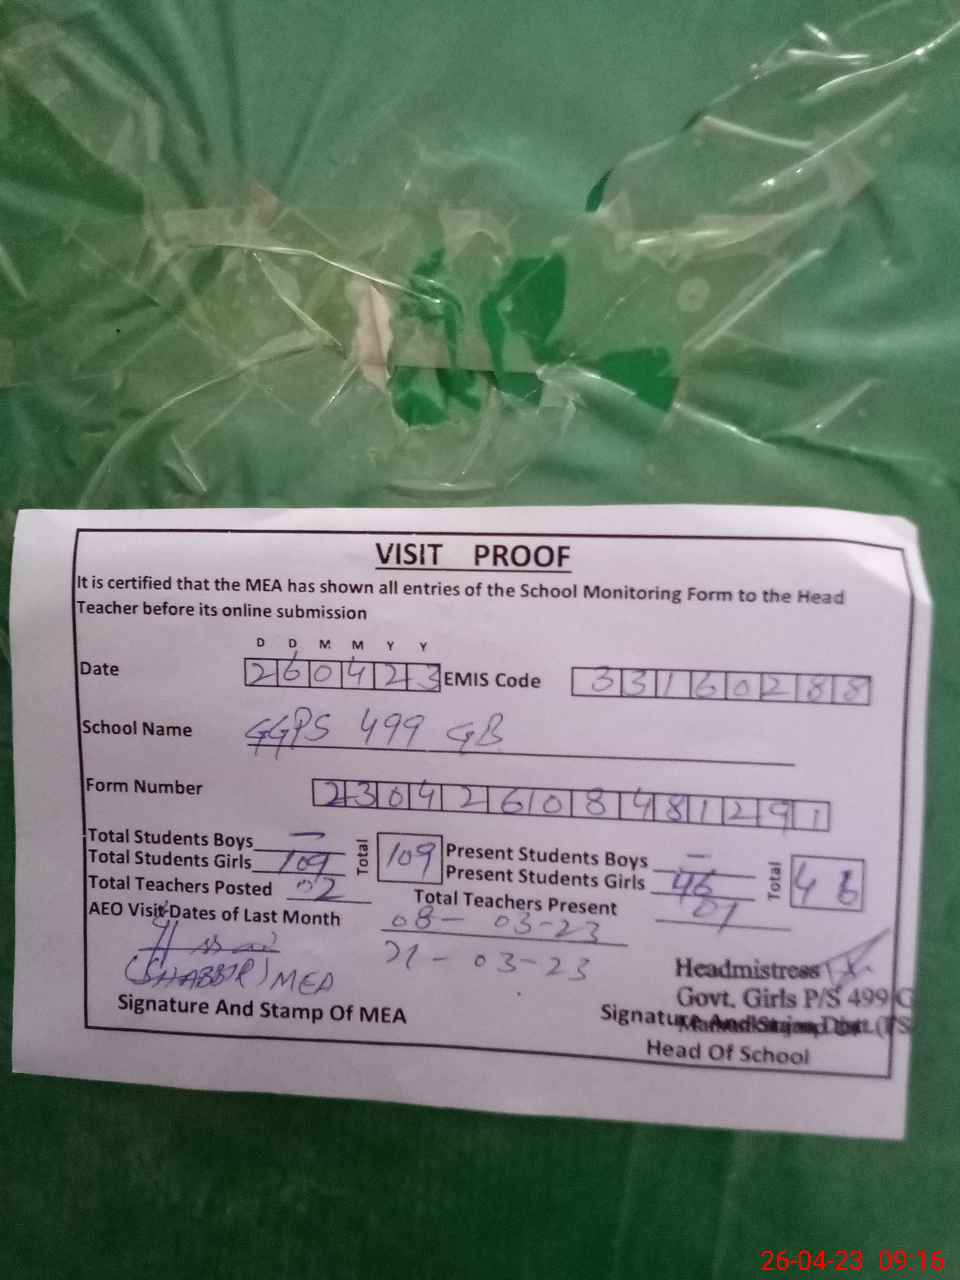 VISIT PROOF
It is certified that the MEA has shown all entries of the School Monitoring Form to the Head
Teacher before its online submission
D D M M Y Y
Date 260423 EMIS Code 33160288
School Name GGPS 499 GB
Form Number 23042608481291
Total Students Boys — Total 109 Present Students Boys — Total 46
Total Students Girls 109 Present Students Girls 46
Total Teachers Posted 02 Total Teachers Present 01
AEO Visit Dates of Last Month 08-03-23
21-03-23
(SHABBIR) MEA
Signature And Stamp Of MEA
Headmistress
Govt. Girls P/S 499 G
Signature And Stamp
Head Of School
26-04-23 09:16